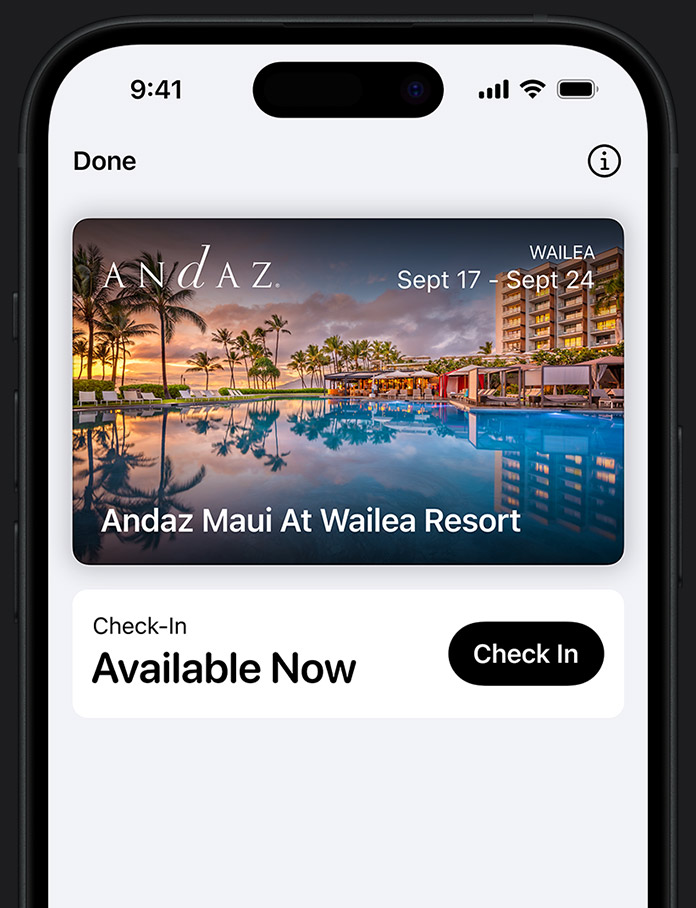 9:41
Done
ANdAZ.
WAILEA
Sept 17 - Sept 24
Andaz Maui At Wailea Resort
Check-In
Available Now
Check In